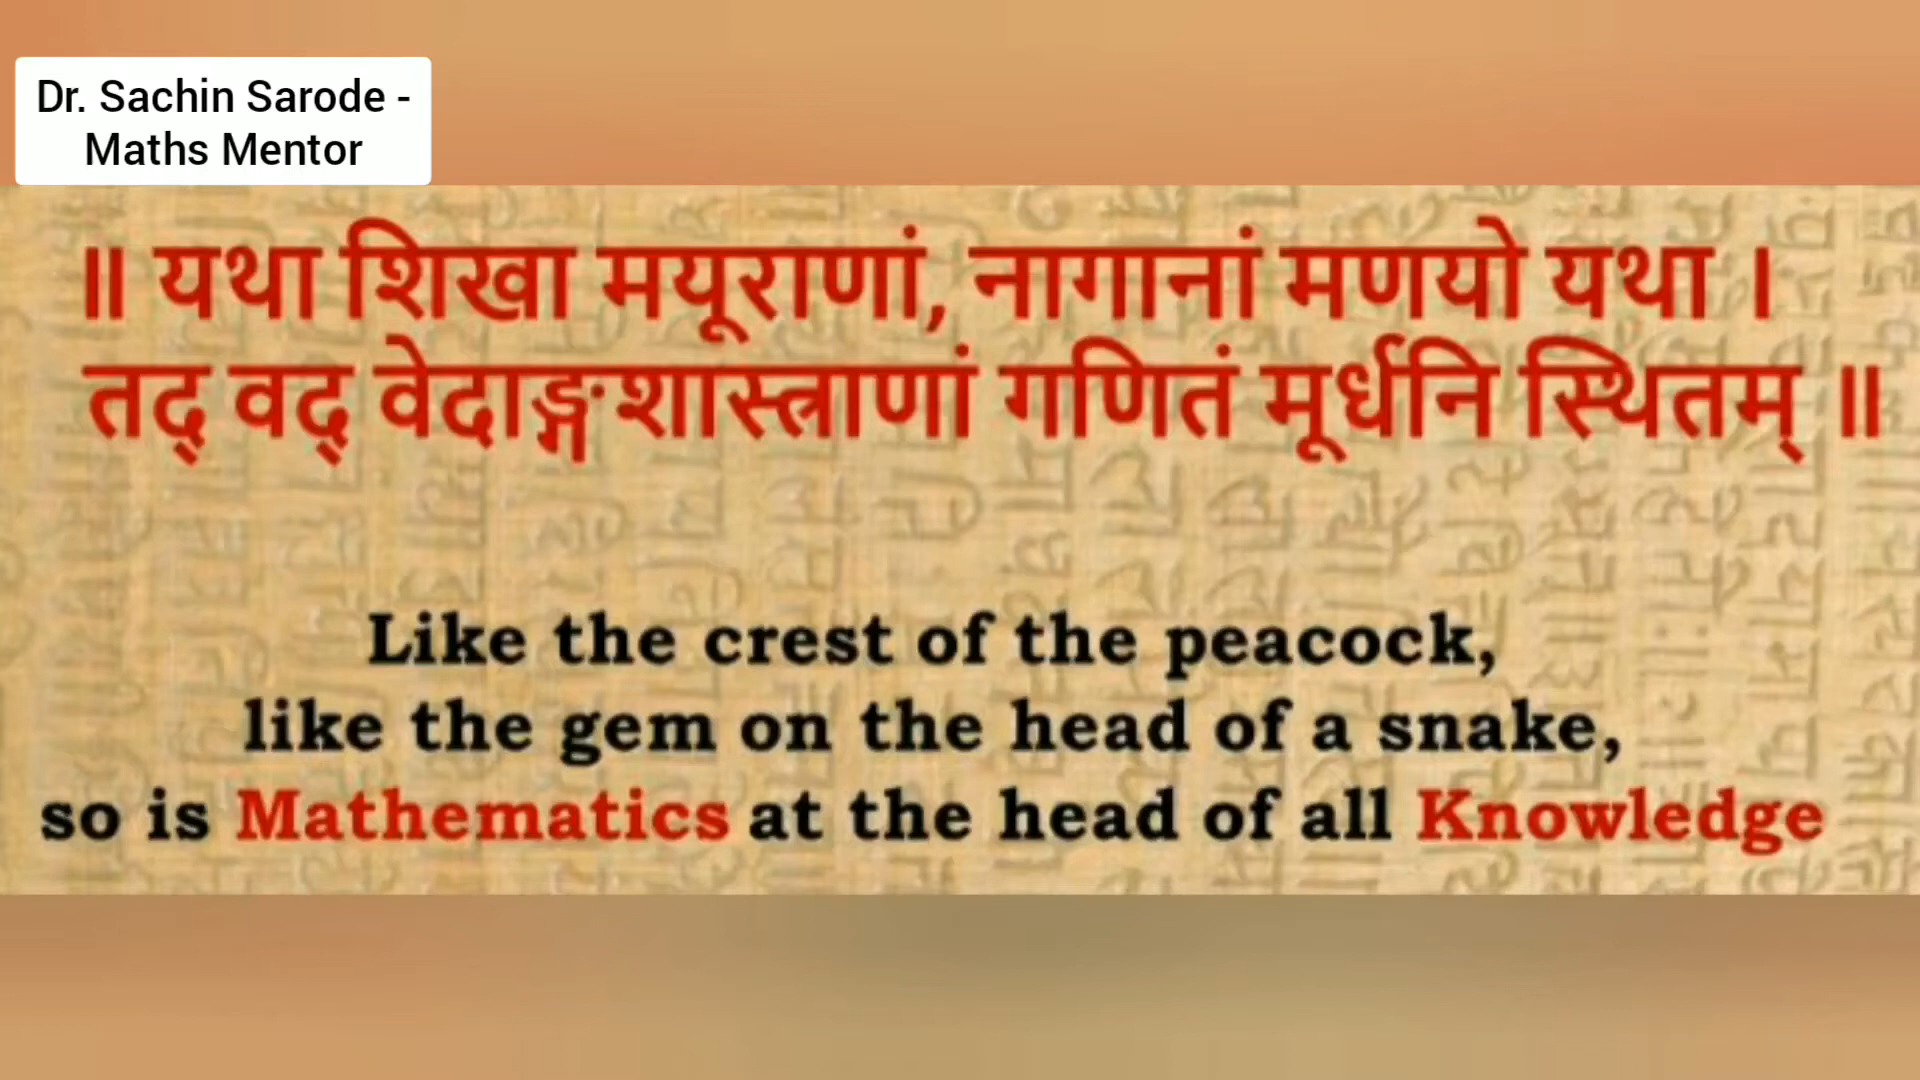 Dr. Sachin Sarode -
Maths Mentor
॥ यथा शिखा मयूराणां, नागानां मणयो यथा ।
तद् वद् वेदाङ्गशास्त्राणां गणितं मूर्धनि स्थितम् ॥
Like the crest of the peacock,
like the gem on the head of a snake,
so is Mathematics at the head of all Knowledge